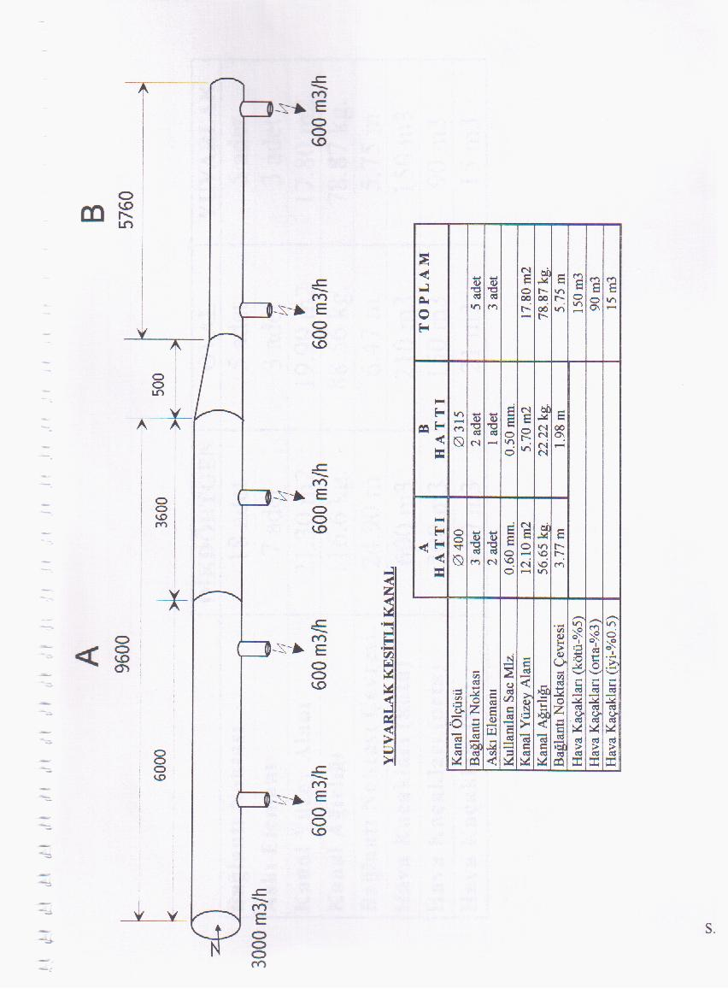 A
B
9600
5760
6000
3600
500
3000 m3/h
600 m3/h
600 m3/h
600 m3/h
600 m3/h
600 m3/h
YUVARLAK KESİTLİ KANAL
A HATTI
B HATTI
TOPLAM
Kanal Ölçüsü Ø 400 Ø 315
Bağlantı Noktası 3 adet 2 adet 5 adet
Askı Elemanı 2 adet 1 adet 3 adet
Kullanılan Sac Mlz. 0.60 mm. 0.50 mm.
Kanal Yüzey Alanı 12.10 m2 5.70 m2 17.80 m2
Kanal Ağırlığı 56.65 kg. 22.22 kg. 78.87 kg.
Bağlantı Noktası Çevresi 3.77 m 1.98 m 5.75 m
Hava Kaçakları (kötü-%5) 150 m3
Hava Kaçakları (orta-%3) 90 m3
Hava Kaçakları (iyi-%0.5) 15 m3
S.